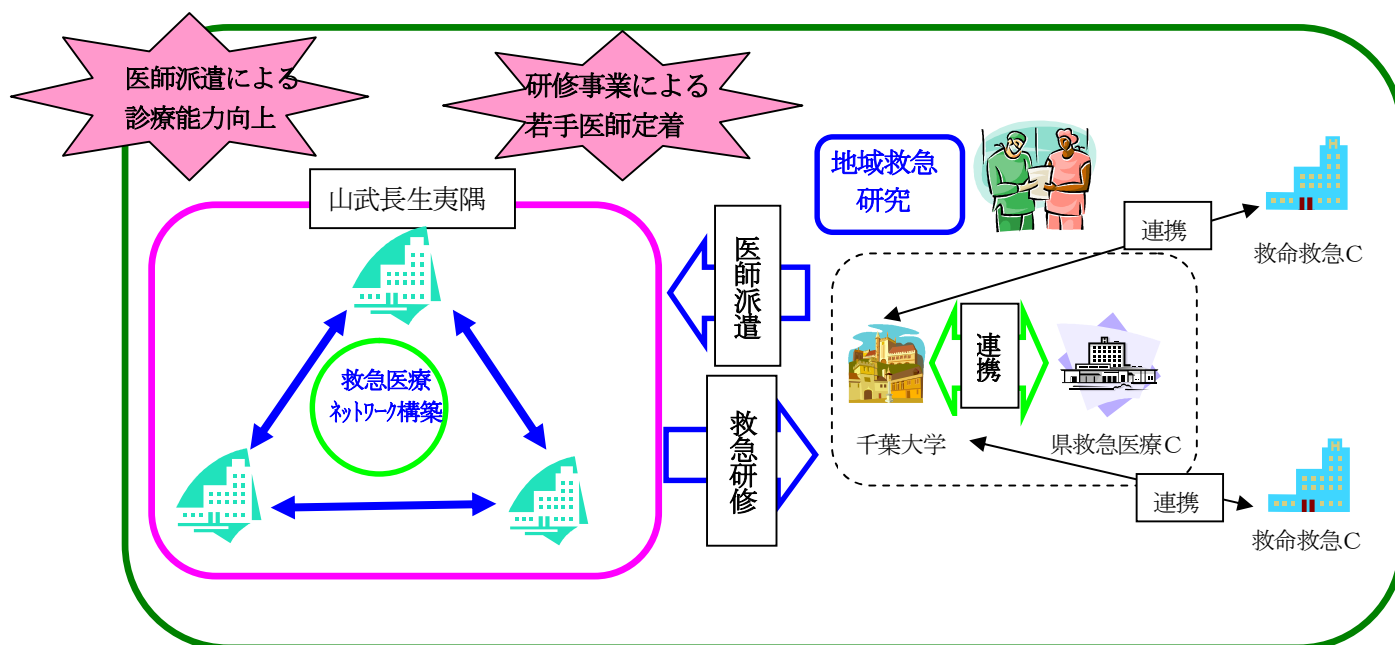 医師派遣による
診療能力向上
研修事業による
若手医師定着
山武長生夷隅
救急医療
ﾈｯﾄﾜｰｸ構築
医師派遣
救急研修
地域救急
研究
連携
救命救急C
連携
千葉大学
県救急医療C
連携
救命救急C